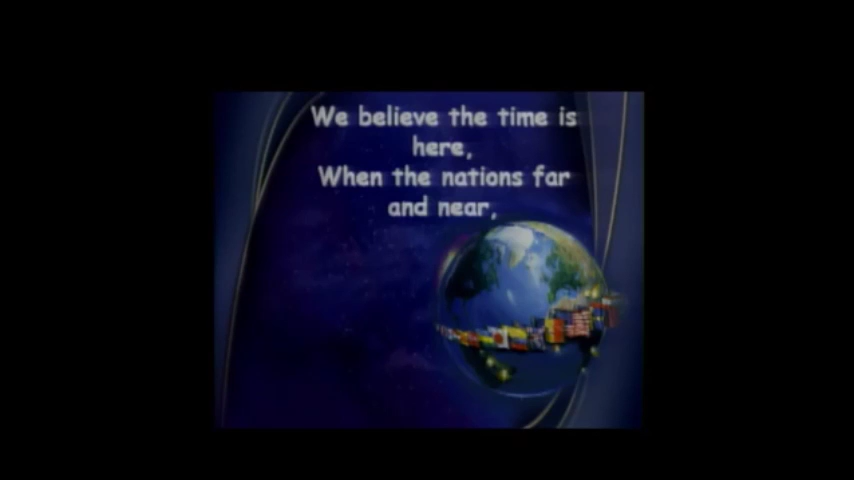 We believe the time is
here,
When the nations far
and near,